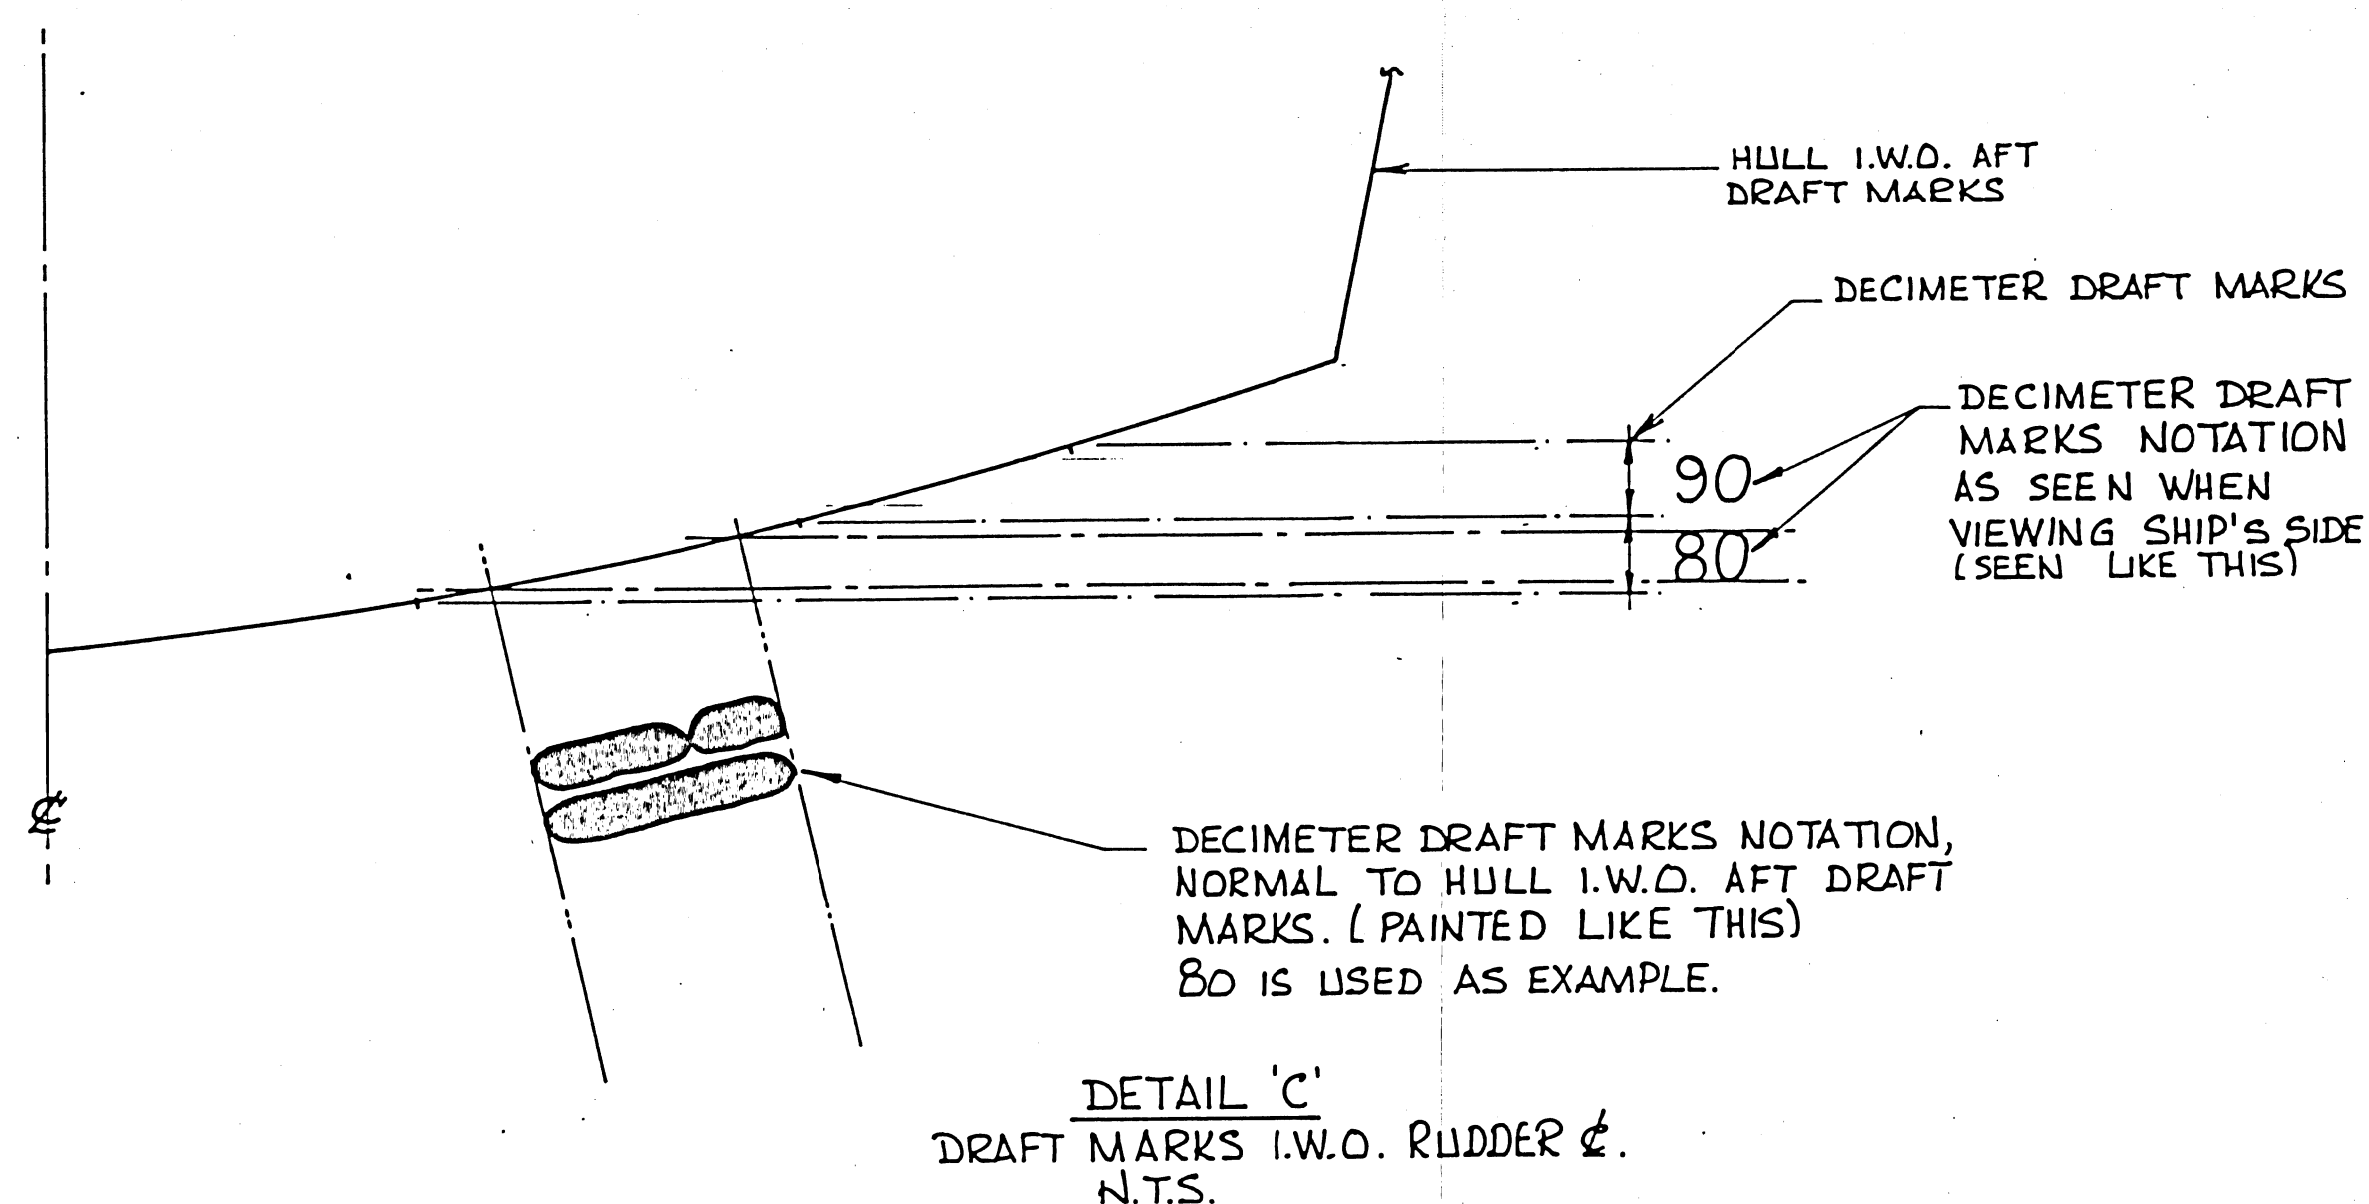 HULL I.W.O. AFT
DRAFT MARKS
DECIMETER DRAFT MARKS
DECIMETER DRAFT
MARKS NOTATION
AS SEEN WHEN
VIEWING SHIP'S SIDE
(SEEN LIKE THIS)
90
80
℄
DECIMETER DRAFT MARKS NOTATION,
NORMAL TO HULL I.W.O. AFT DRAFT
MARKS. (PAINTED LIKE THIS)
80 IS USED AS EXAMPLE.
DETAIL 'C'
DRAFT MARKS I.W.O. RUDDER ℄.
N.T.S.